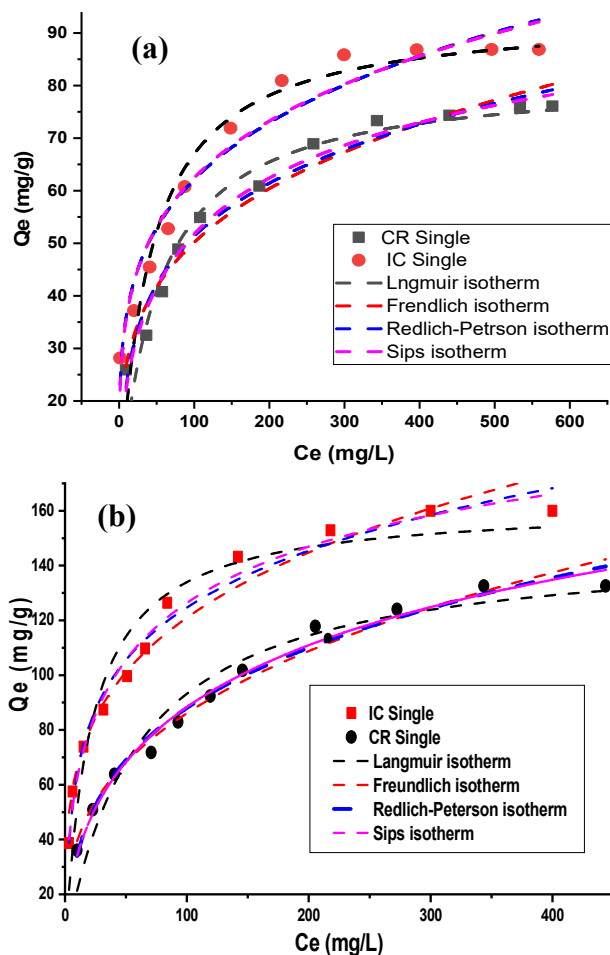 (a)
90
80
70
60
50
40
30
20
Qe (mg/g)
CR Single
IC Single
Lngmuir isotherm
Frendlich isotherm
Redlich-Petrson isotherm
Sips isotherm
0 100 200 300 400 500 600
Ce (mg/L)
(b)
160
140
120
100
80
60
40
20
Qe (mg/g)
IC Single
CR Single
Langmuir isotherm
Freundlich isotherm
Redlich-Peterson isotherm
Sips isotherm
0 100 200 300 400
Ce (mg/L)